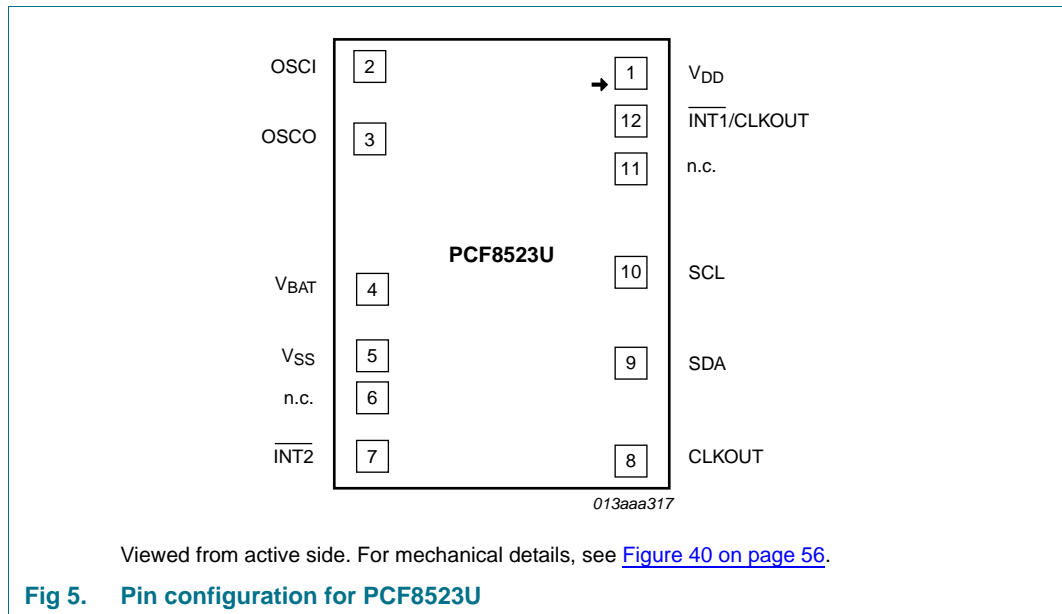 OSCI 2 1 VDD
12 INT1/CLKOUT
OSCO 3
11 n.c.
PCF8523U
10 SCL
VBAT 4
VSS 5 9 SDA
n.c. 6
INT2 7 8 CLKOUT
013aaa317
Viewed from active side. For mechanical details, see Figure 40 on page 56.
Fig 5. Pin configuration for PCF8523U